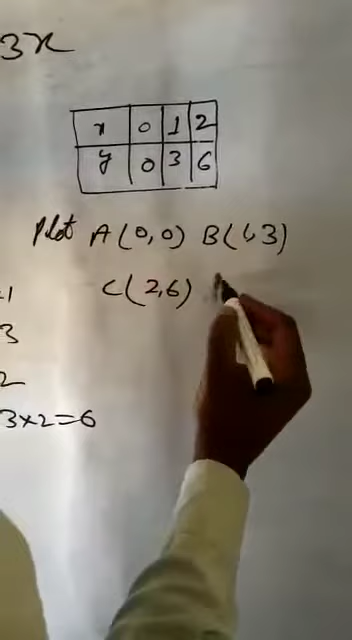 3x
x 0 1 2
y 0 3 6
Plot A(0,0) B(1,3)
1
C(2,6)
3
2
3×2=6